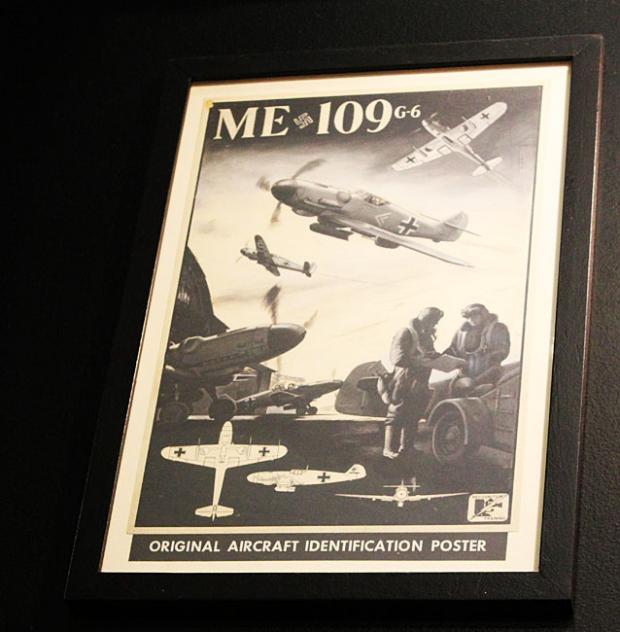 ME 109 G-6
ORIGINAL AIRCRAFT IDENTIFICATION POSTER